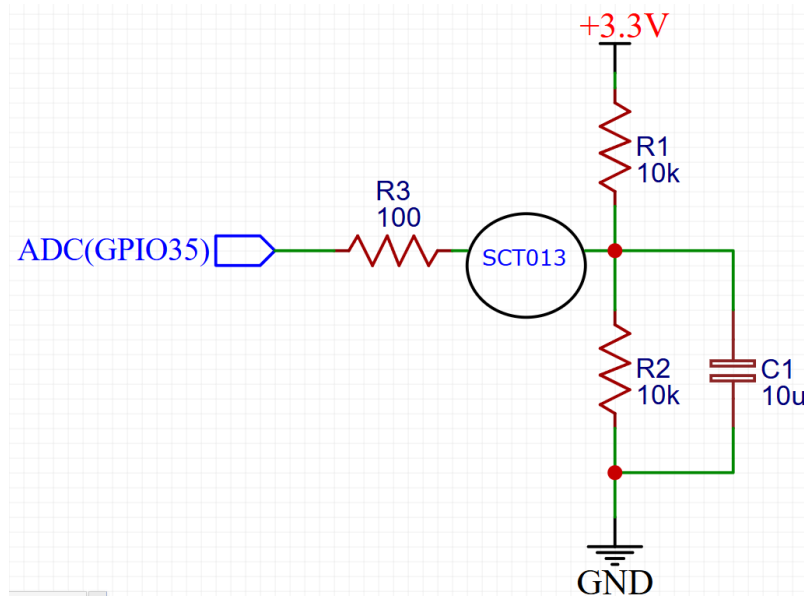 +3.3V
R1
10k
R3
100
ADC(GPIO35)
SCT013
R2
10k
C1
10u
GND